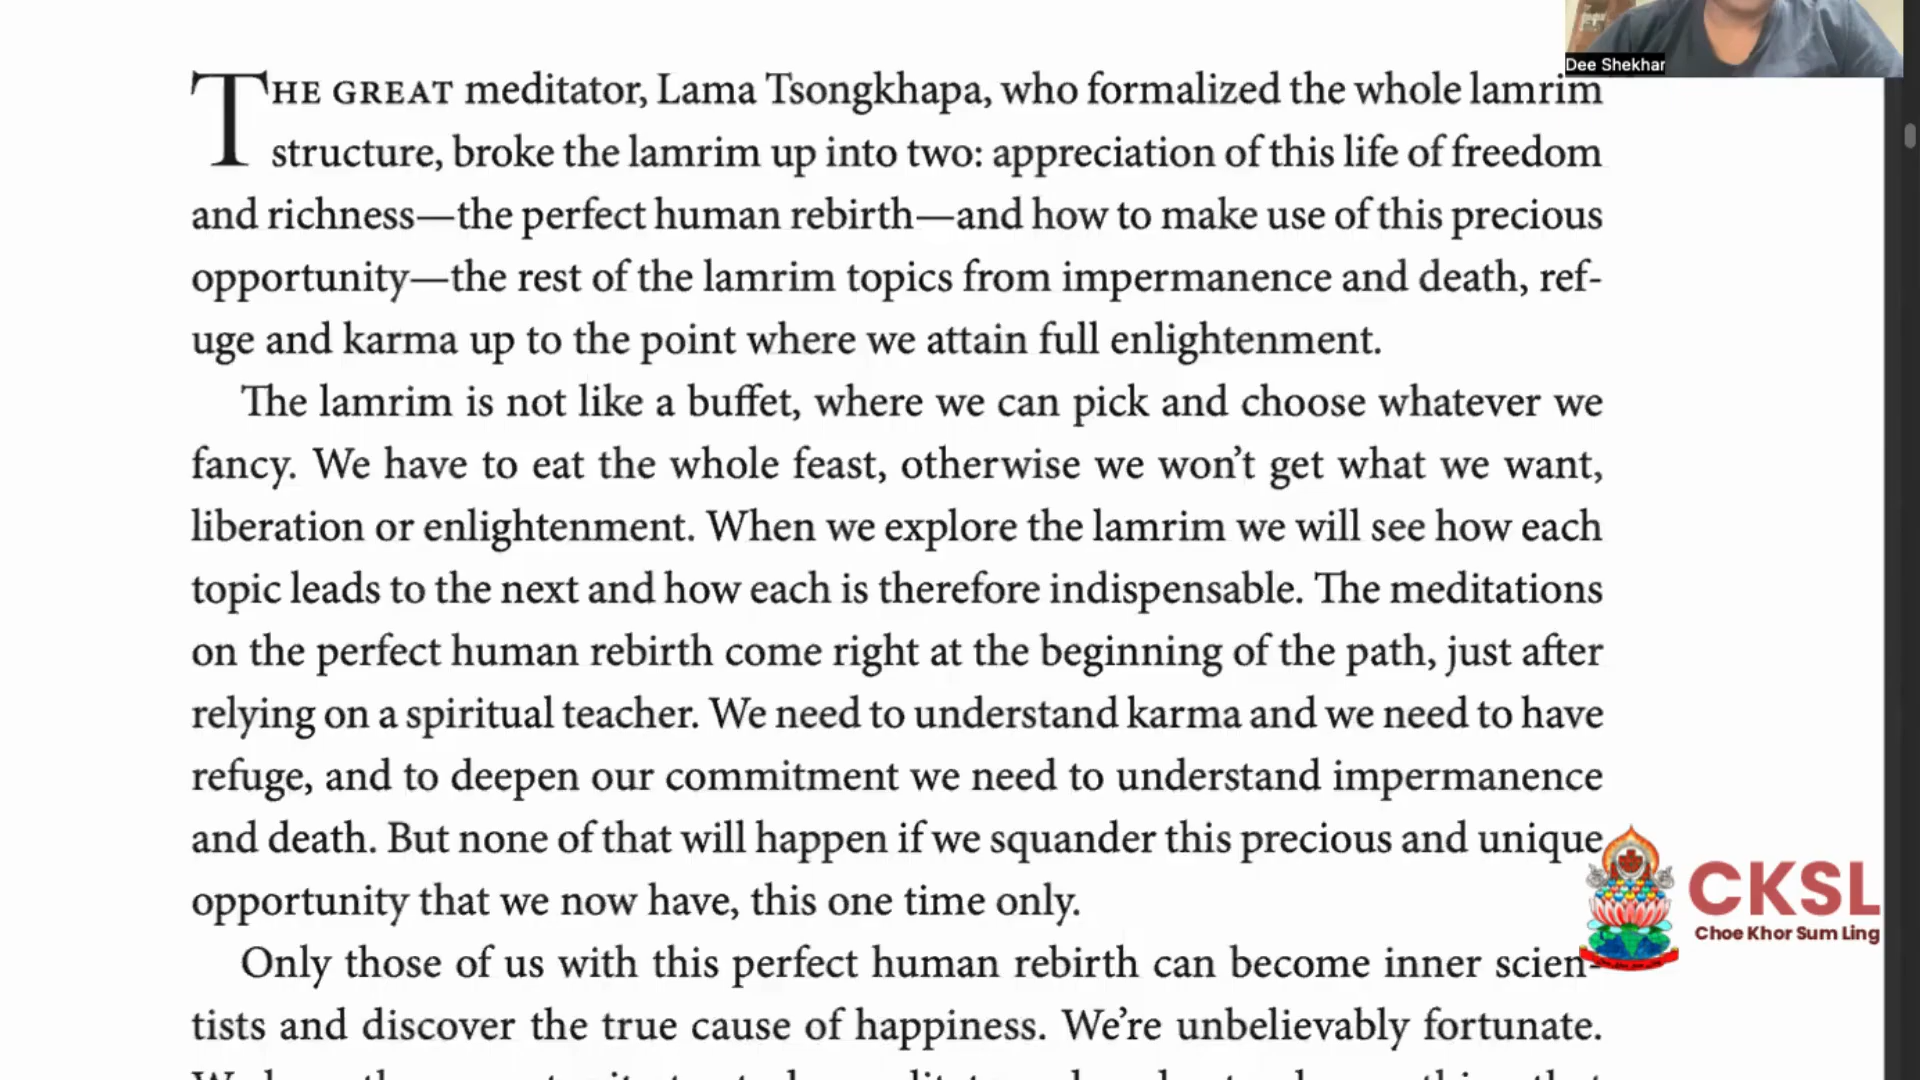 Dee Shekhar
THE GREAT meditator, Lama Tsongkhapa, who formalized the whole lamrim
structure, broke the lamrim up into two: appreciation of this life of freedom
and richness—the perfect human rebirth—and how to make use of this precious
opportunity—the rest of the lamrim topics from impermanence and death, ref-
uge and karma up to the point where we attain full enlightenment.
The lamrim is not like a buffet, where we can pick and choose whatever we
fancy. We have to eat the whole feast, otherwise we won’t get what we want,
liberation or enlightenment. When we explore the lamrim we will see how each
topic leads to the next and how each is therefore indispensable. The meditations
on the perfect human rebirth come right at the beginning of the path, just after
relying on a spiritual teacher. We need to understand karma and we need to have
refuge, and to deepen our commitment we need to understand impermanence
and death. But none of that will happen if we squander this precious and unique
opportunity that we now have, this one time only.
Only those of us with this perfect human rebirth can become inner scien-
tists and discover the true cause of happiness. We’re unbelievably fortunate.
CKSL
Choe Khor Sum Ling